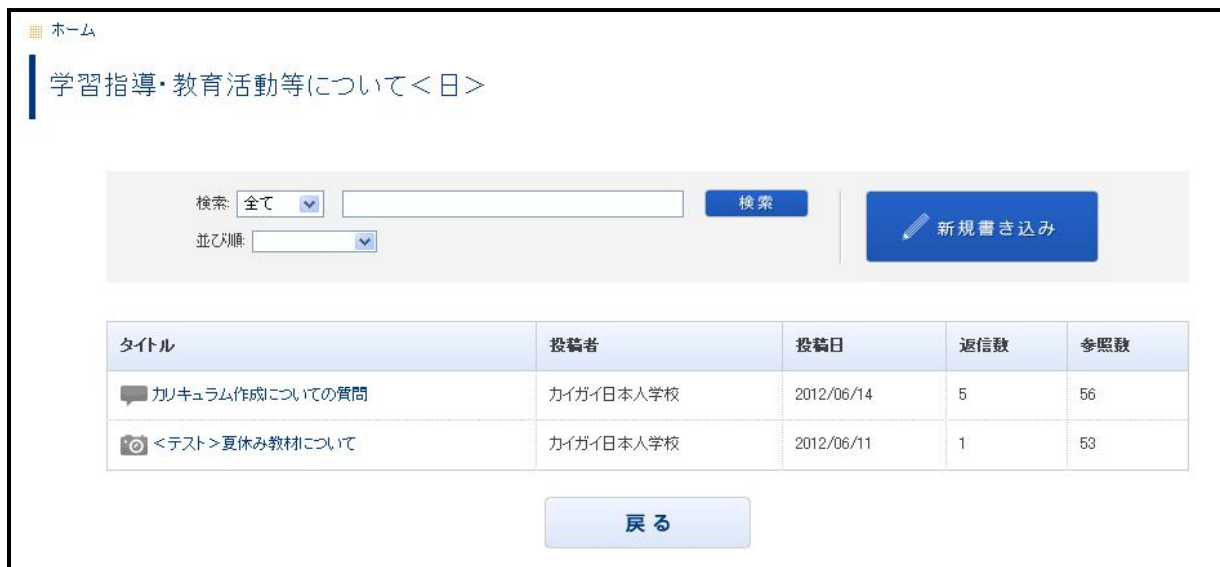 ホーム
学習指導・教育活動等について<日>
検索: 全て 検索
並び順:
新規書き込み
タイトル 投稿者 投稿日 返信数 参照数
カリキュラム作成についての質問 カイガイ日本人学校 2012/06/14 5 56
<テスト>夏休み教材について カイガイ日本人学校 2012/06/11 1 53
戻る